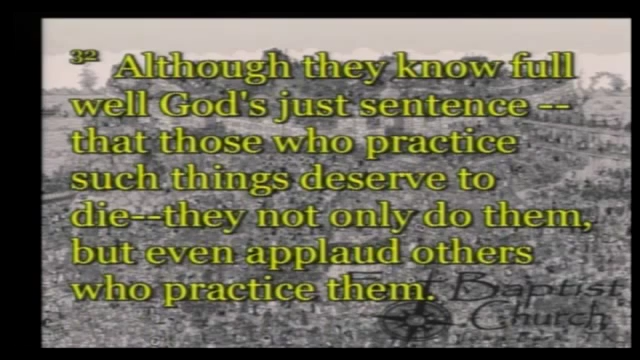 32 Although they know full
well God's just sentence --
that those who practice
such things deserve to
die--they not only do them,
but even applaud others
who practice them.
Baptist
Church